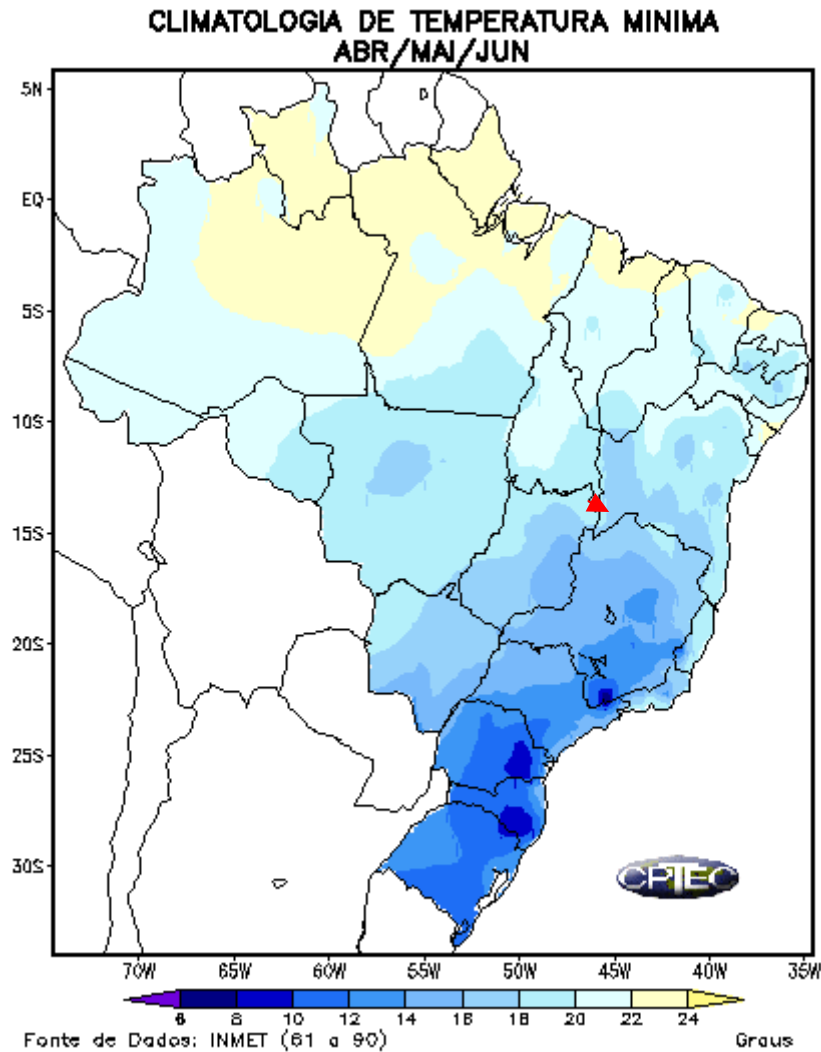 CLIMATOLOGIA DE TEMPERATURA MINIMA
ABR/MAI/JUN
5N
EQ
5S
10S
15S
20S
25S
30S
70W 65W 60W 55W 50W 45W 40W 35W
CPTEC
6 8 10 12 14 16 18 20 22 24
Fonte de Dados: INMET (61 a 90) Graus